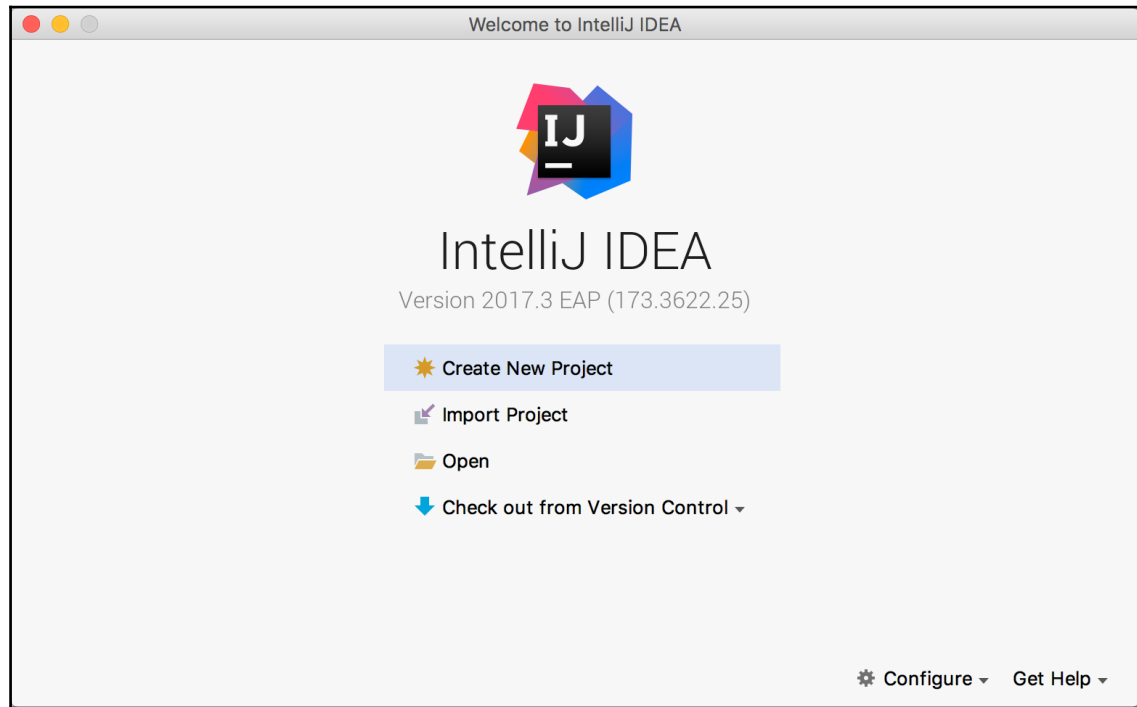 Welcome to IntelliJ IDEA
IJ
IntelliJ IDEA
Version 2017.3 EAP (173.3622.25)
Create New Project
Import Project
Open
Check out from Version Control
Configure Get Help